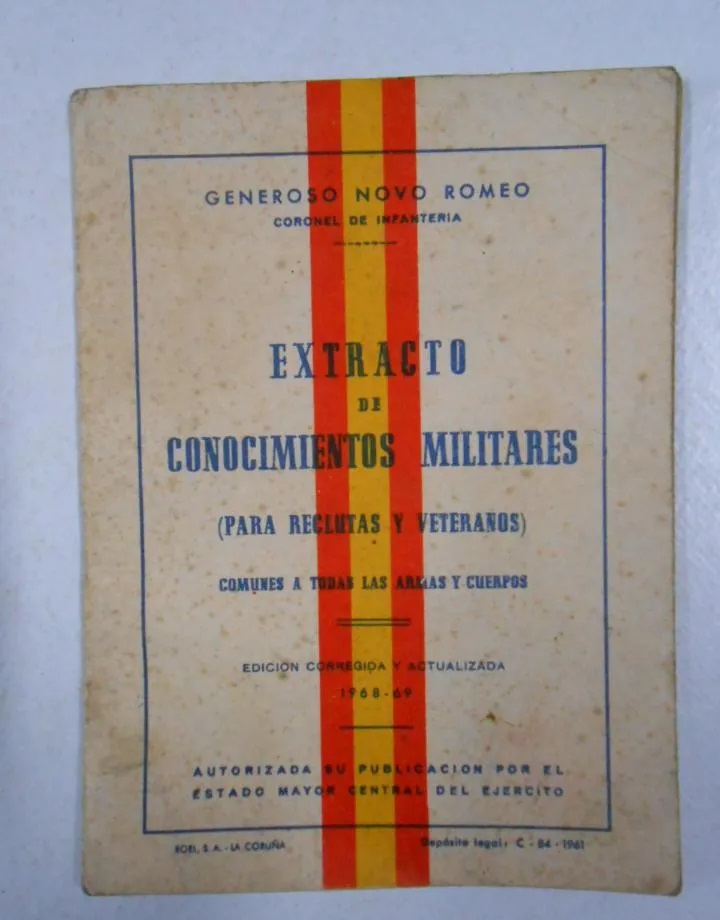 GENEROSO NOVO ROMEO
CORONEL DE INFANTERIA
EXTRACTO
DE
CONOCIMIENTOS MILITARES
(PARA RECLUTAS Y VETERANOS)
COMUNES A TODAS LAS ARMAS Y CUERPOS
EDICION CORREGIDA Y ACTUALIZADA
1968-69
AUTORIZADA SU PUBLICACION POR EL
ESTADO MAYOR CENTRAL DEL EJERCITO
ROEL, S. A. - LA CORUÑA Depósito legal: C - 84 - 1961